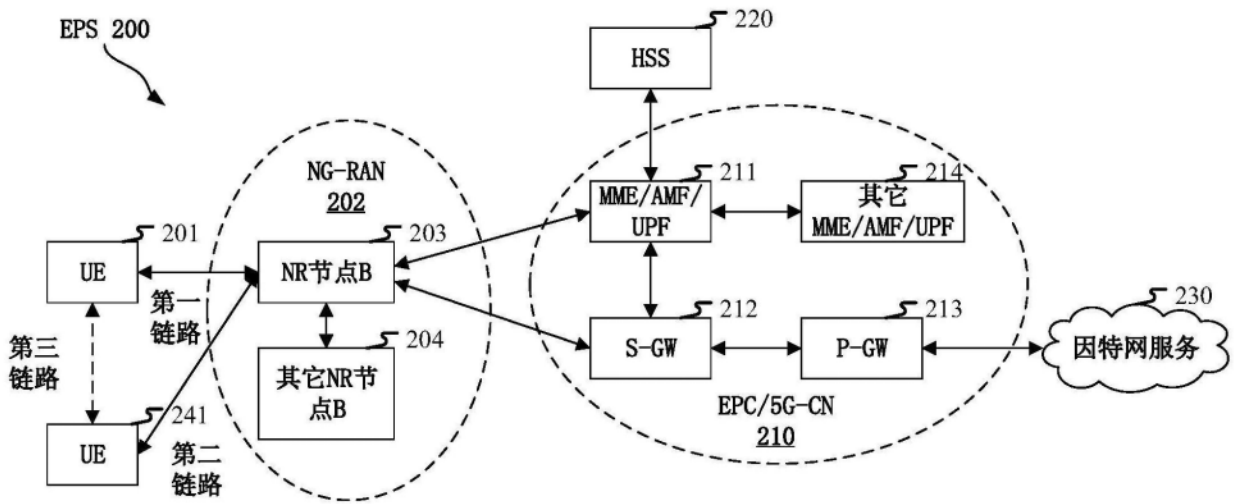 EPS 200
220
HSS
NG-RAN
202
211
MME/AMF/
UPF
214
其它
MME/AMF/UPF
201
UE
203
NR节点B
第一
链路
第三
链路
204
其它NR节
点B
212
S-GW
213
P-GW
230
因特网服务
241
UE
第二
链路
EPC/5G-CN
210